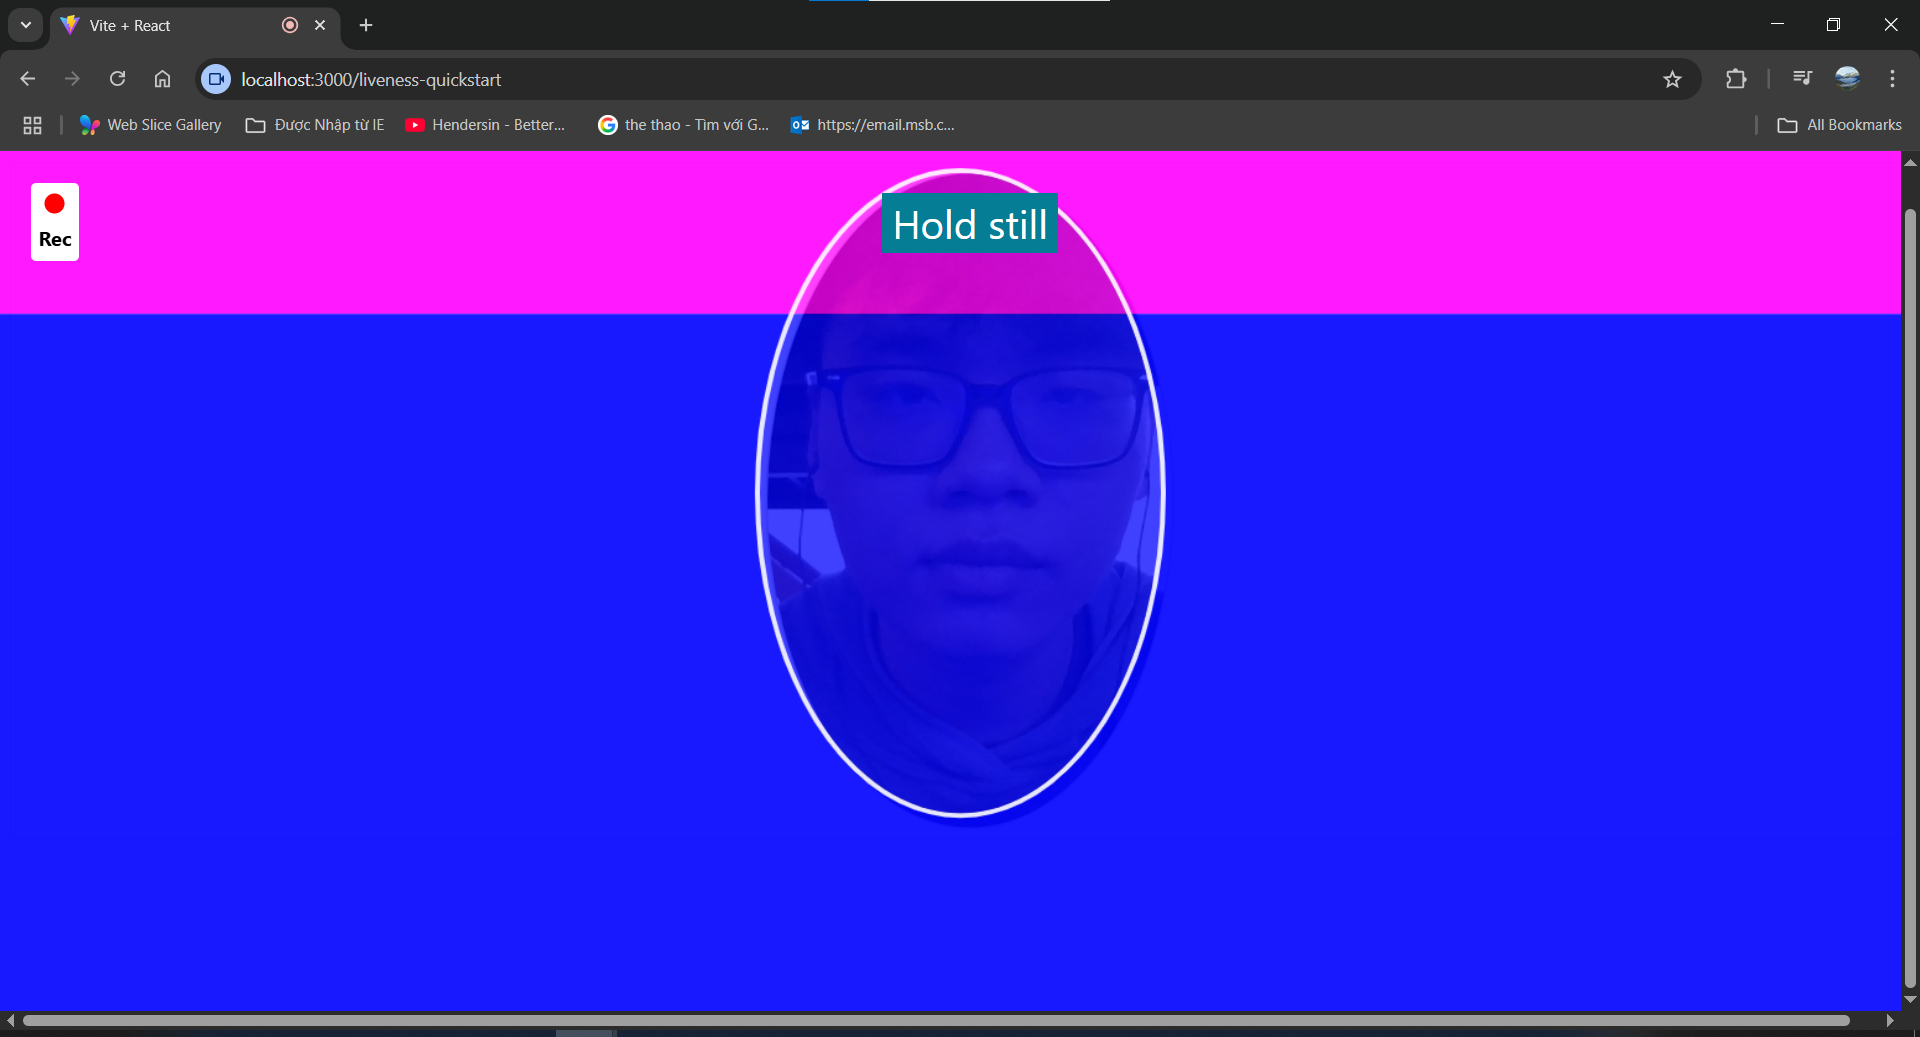 Vite + React
localhost:3000/liveness-quickstart
Web Slice Gallery
Được Nhập từ IE
Hendersin - Better...
the thao - Tìm với G...
https://email.msb.c...
All Bookmarks
Hold still
Rec